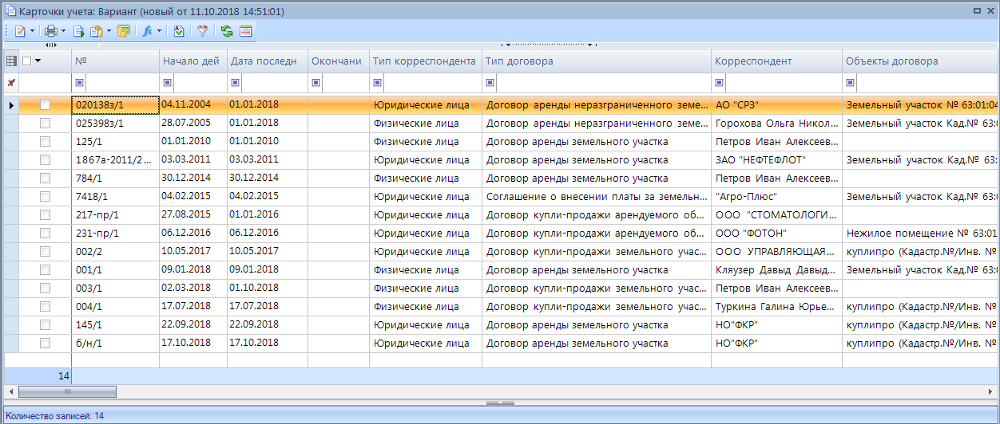 Карточки учета: Вариант (новый от 11.10.2018 14:51:01)
№ Начало дей Дата последн Окончани Тип корреспондента Тип договора Корреспондент Объекты договора
020138з/1 04.11.2004 01.01.2018 Юридические лица Договор аренды неразграниченного земе... АО "СРЗ" Земельный участок № 63:01:04
025398з/1 28.07.2005 01.01.2018 Физические лица Договор аренды неразграниченного земе... Горохова Ольга Никол... Земельный участок Кад.№ 63:0
125/1 01.01.2010 01.01.2010 Физические лица Договор аренды земельного участка Петров Иван Алексеев...
1867а-2011/2... 03.03.2011 03.03.2011 Юридические лица Договор аренды земельного участка ЗАО "НЕФТЕФЛОТ" Земельный участок Кад.№ 63:0
784/1 30.12.2014 30.12.2014 Физические лица Договор аренды земельного участка Петров Иван Алексеев...
7418/1 04.02.2015 04.02.2015 Юридические лица Соглашение о внесении платы за земельн... "Агро-Плюс" Земельный участок Кад.№ 63:0
217-пр/1 27.08.2015 01.01.2016 Юридические лица Договор купли-продажи арендуемого об... ООО "СТОМАТОЛОГИ...
231-пр/1 06.12.2016 06.12.2016 Юридические лица Договор купли-продажи арендуемого об... ООО "ФОТОН" Нежилое помещение № 63:01
002/2 10.05.2017 10.05.2017 Юридические лица Договор купли-продажи земельного учас... ООО УПРАВЛЯЮЩАЯ... куплипро (Кадастр.№/Инв. №
001/1 09.01.2018 09.01.2018 Физические лица Договор аренды земельного участка Кляузер Давыд Давыд... Земельный участок Кад.№ 63:0
003/1 02.03.2018 01.10.2018 Физические лица Договор купли-продажи земельного учас... Петров Иван Алексеев...
004/1 17.07.2018 17.07.2018 Физические лица Договор купли-продажи земельного учас... Туркина Галина Юрье... куплипро (Кадастр.№/Инв. №
145/1 22.09.2018 22.09.2018 Юридические лица Договор аренды земельного участка НО"ФКР" куплипро (Кадастр.№/Инв. №
б/н/1 17.10.2018 17.10.2018 Юридические лица Договор аренды земельного участка НО"ФКР" куплипро (Кадастр.№/Инв. №
14
Количество записей: 14